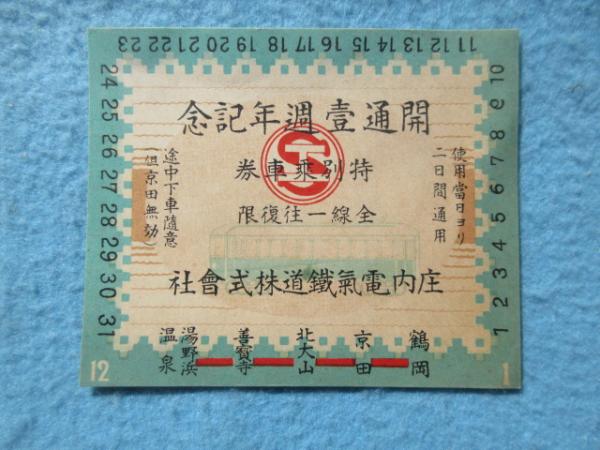 11 12 13 14 15 16 17 18 19 20 21 22 23
開通壹週年記念
特別乘車券
全線一往復限
使用當日ヨリ
二日間通用
途中下車隨意
(但京田無効)
庄内電氣鐵道株式會社
鶴岡
京田
北大山
善寳寺
湯野浜
温泉
1 2 3 4 5 6 7 8 9 10
24 25 26 27 28 29 30 31
12
1